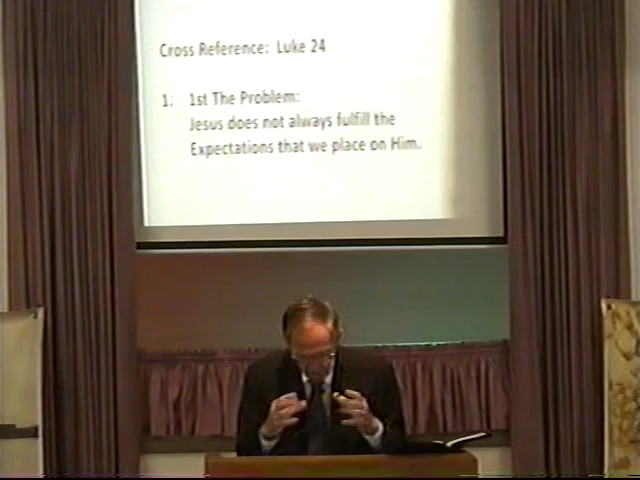 Cross Reference: Luke 24
1. 1st The Problem:
Jesus does not always fulfill the
Expectations that we place on Him.